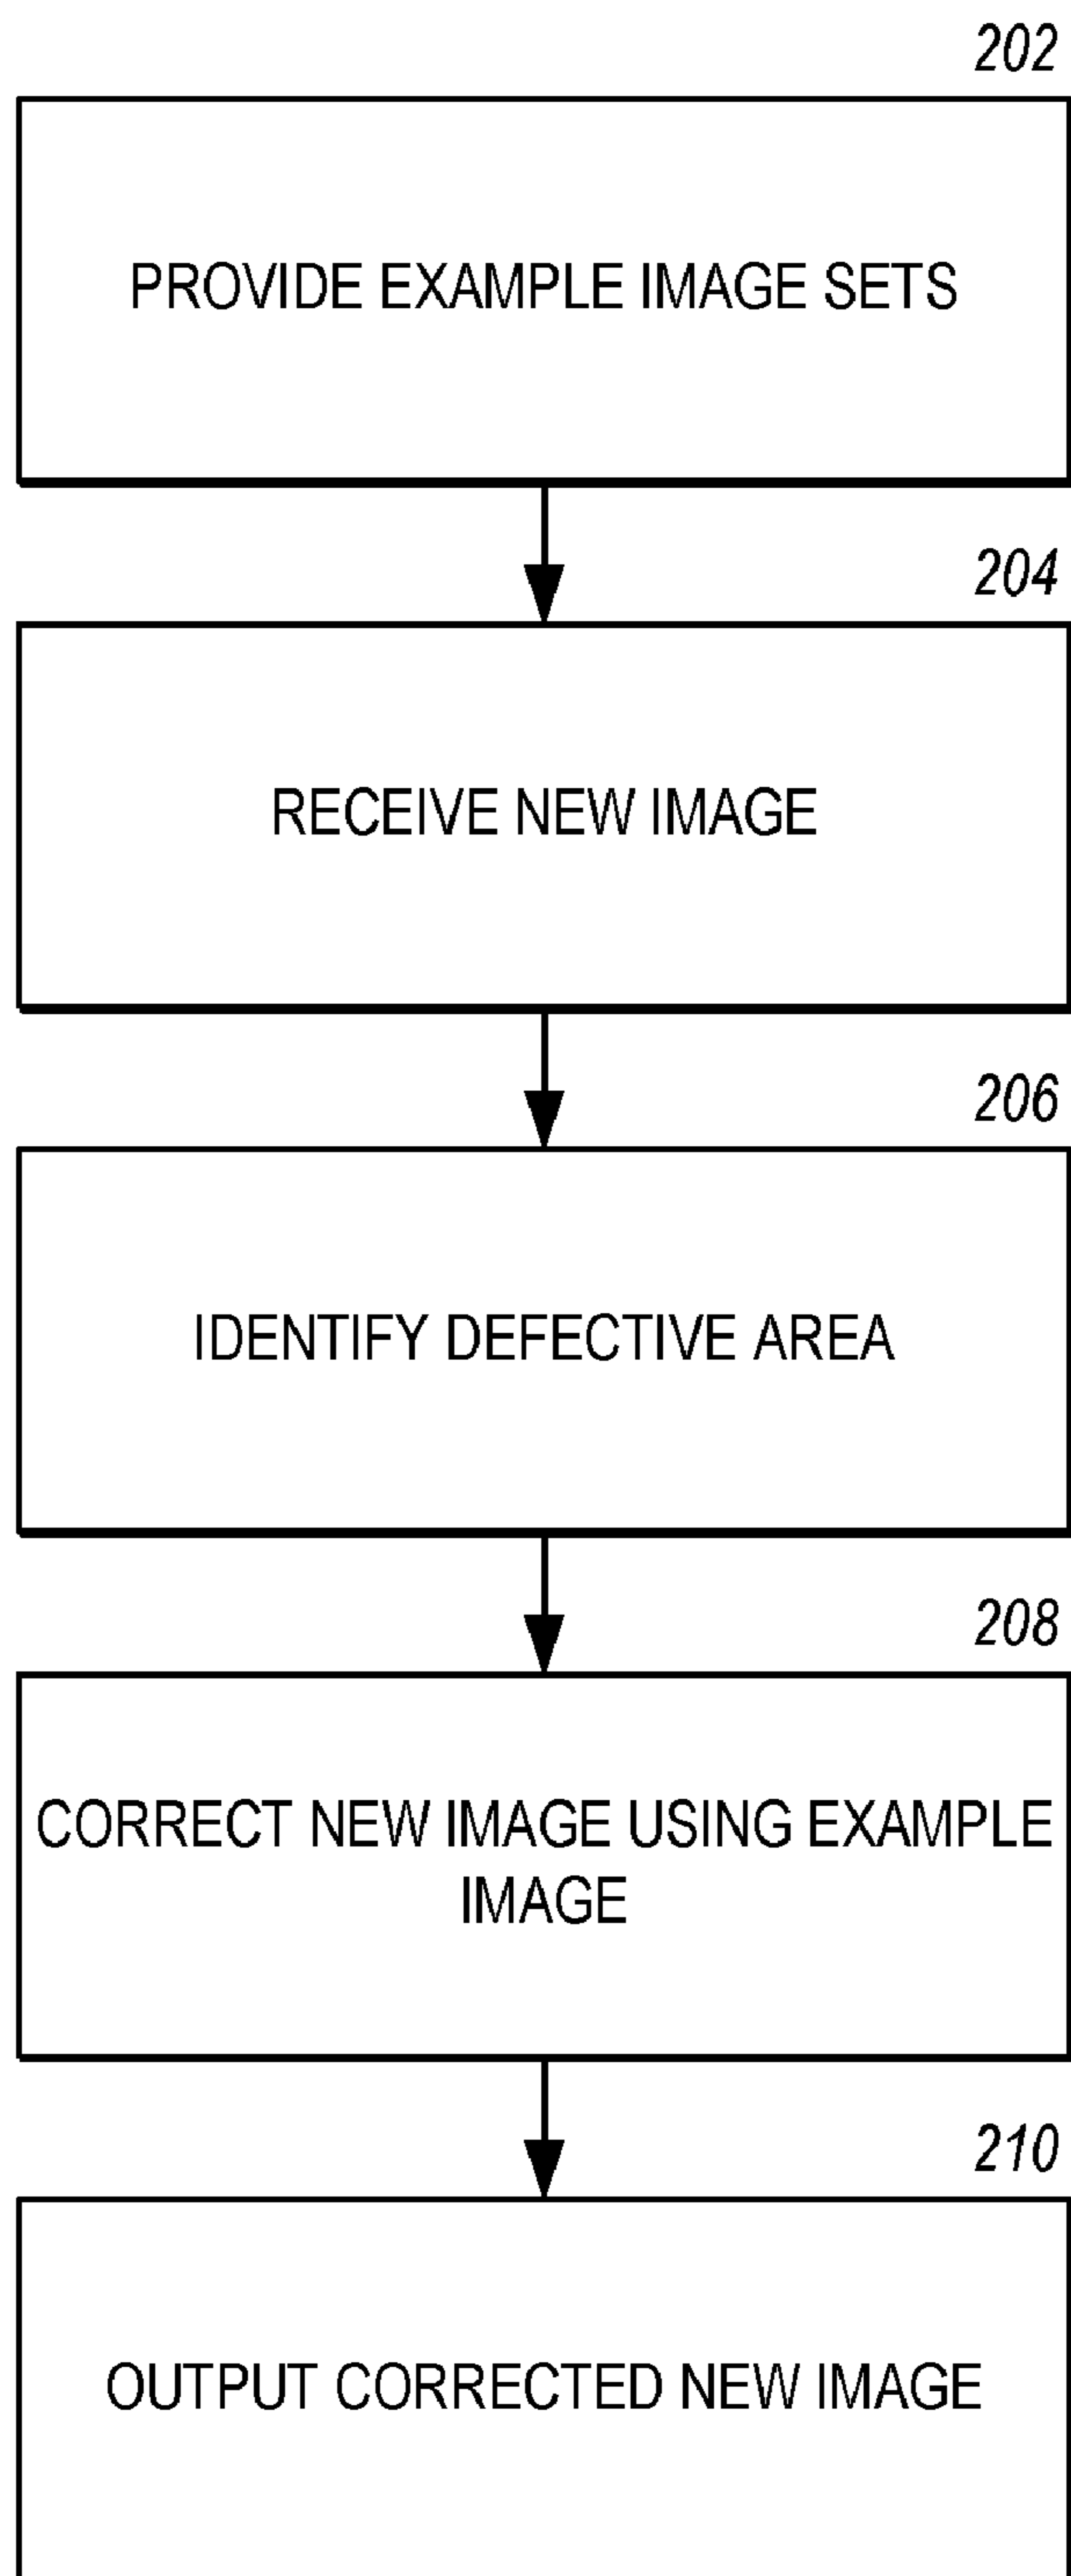 202
PROVIDE EXAMPLE IMAGE SETS
204
RECEIVE NEW IMAGE
206
IDENTIFY DEFECTIVE AREA
208
CORRECT NEW IMAGE USING EXAMPLE
IMAGE
210
OUTPUT CORRECTED NEW IMAGE